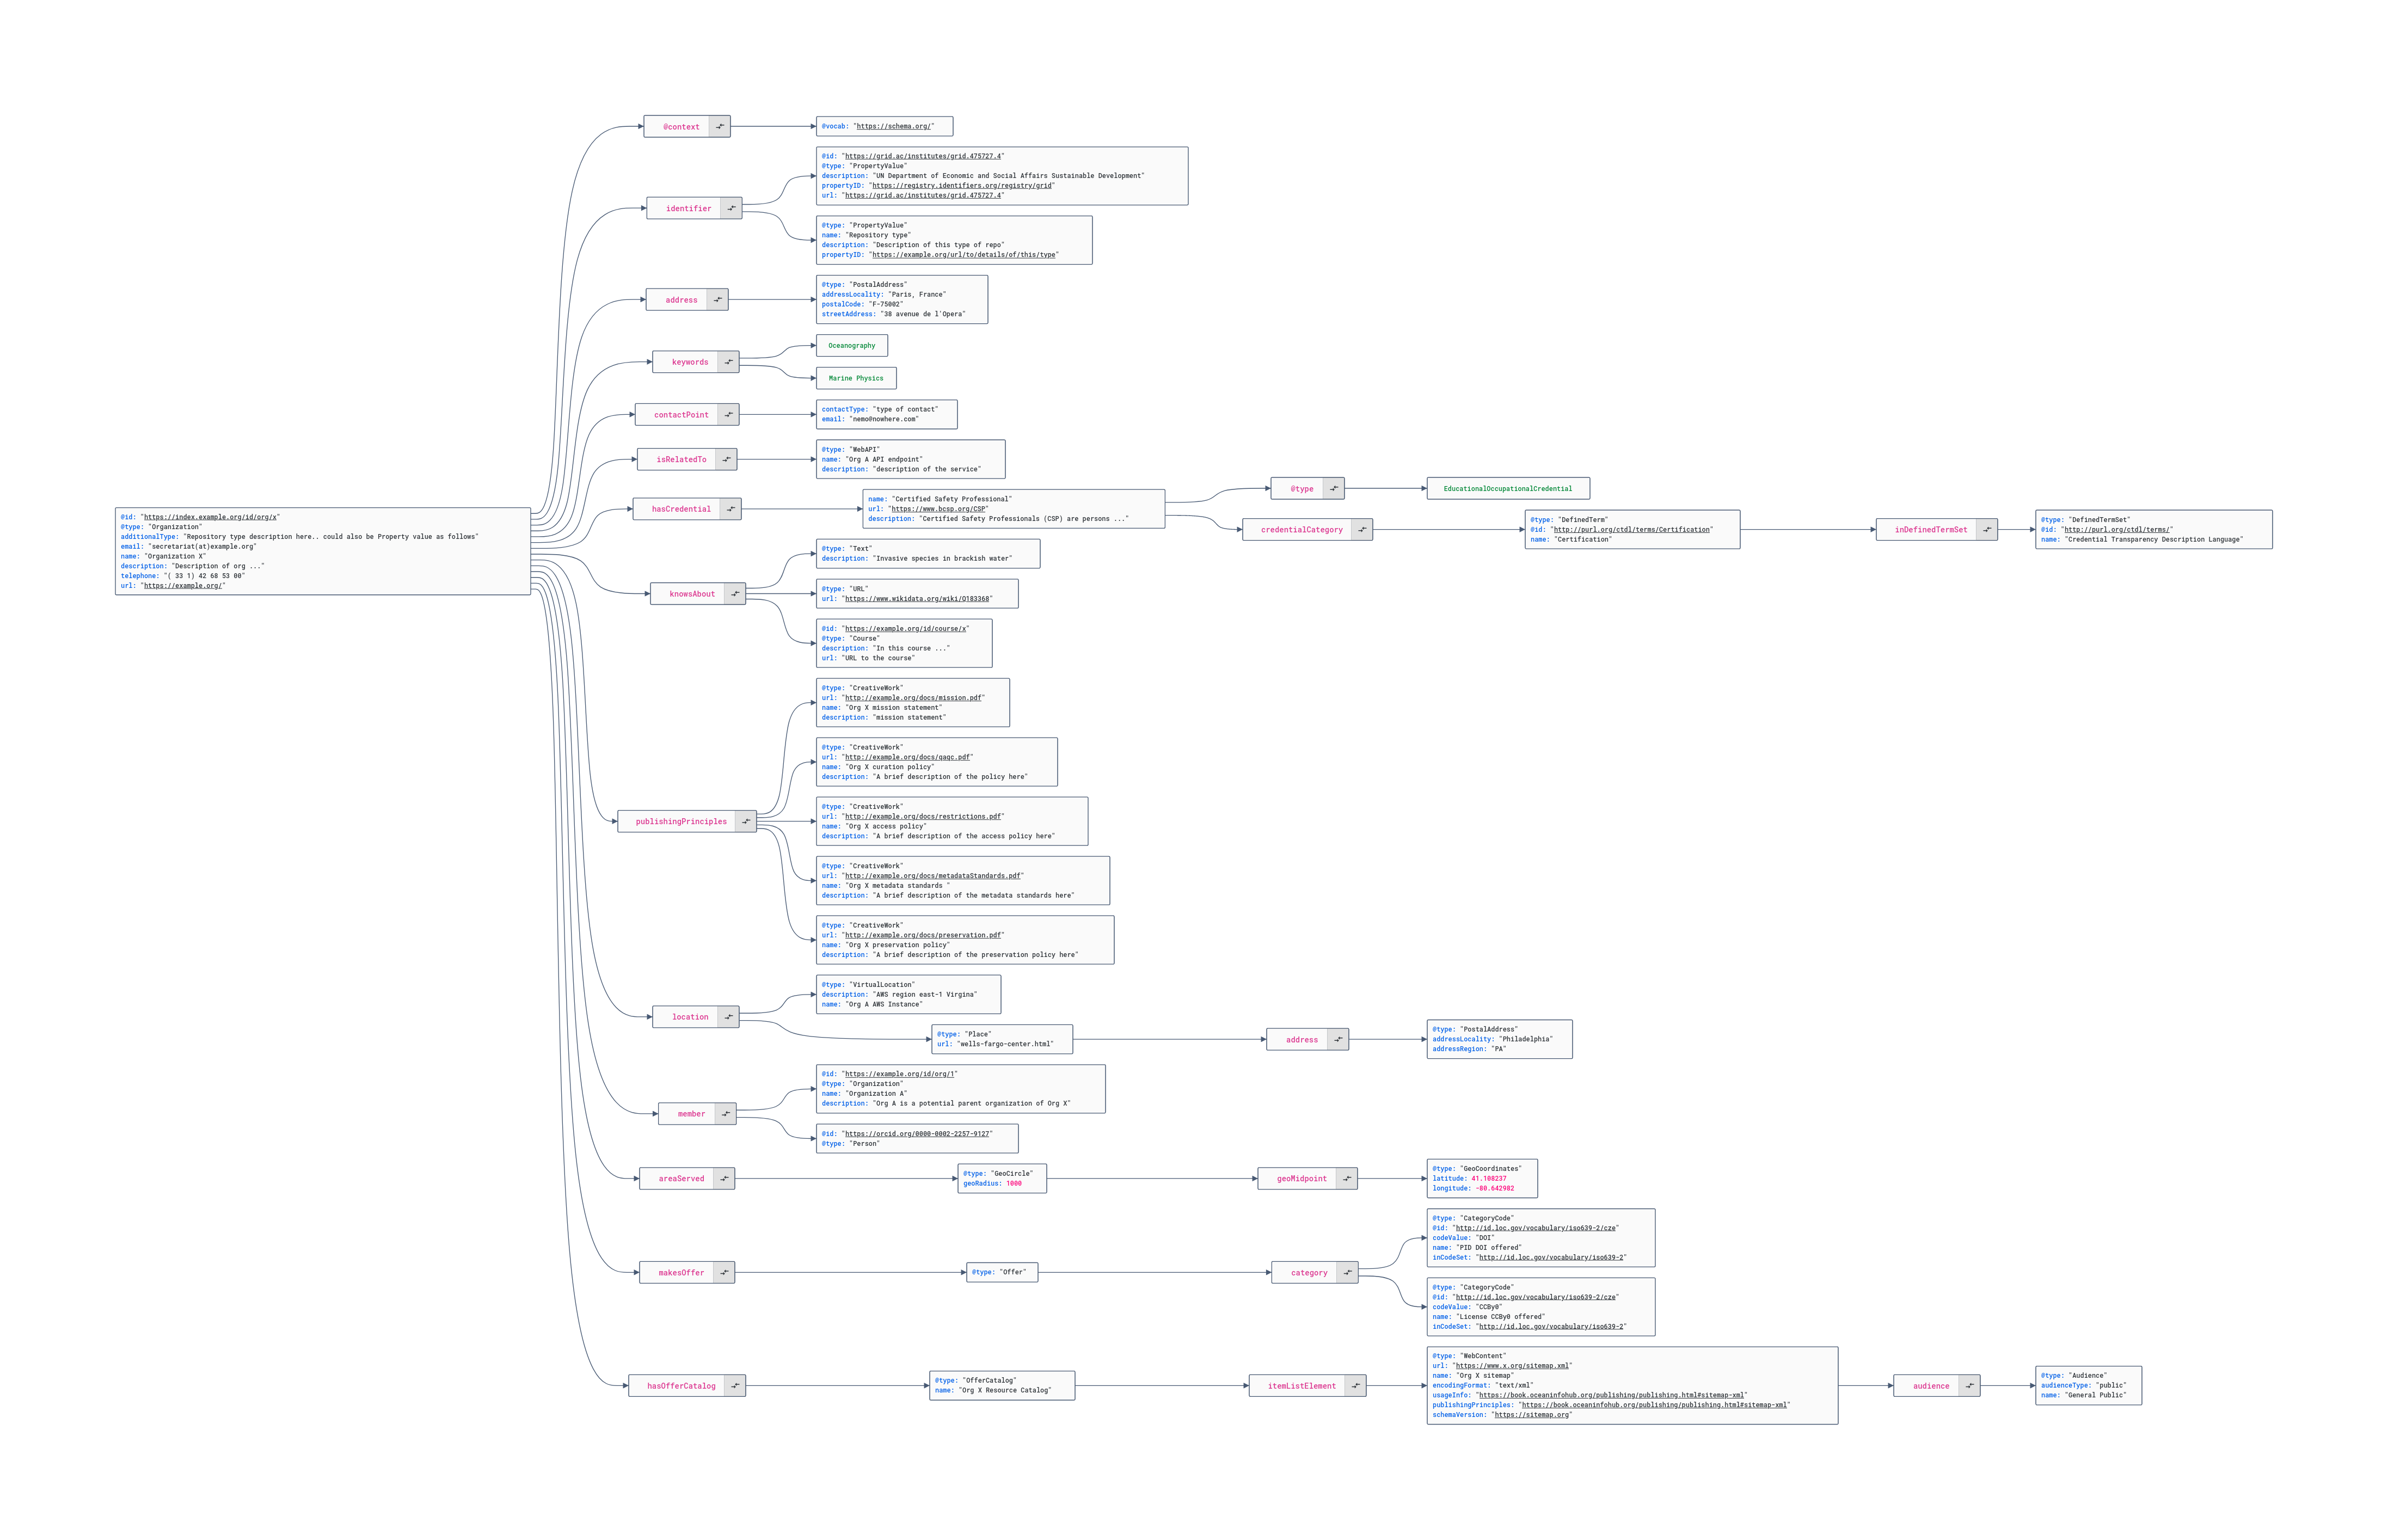 @id: "https://index.example.org/id/org/x"
@type: "Organization"
additionalType: "Repository type description here.. could also be Property value as follows"
email: "secretariat(at)example.org"
name: "Organization X"
description: "Description of org ..."
telephone: "( 33 1) 42 68 53 00"
url: "https://example.org/"
@context
@vocab: "https://schema.org/"
identifier
@id: "https://grid.ac/institutes/grid.475727.4"
@type: "PropertyValue"
description: "UN Department of Economic and Social Affairs Sustainable Development"
propertyID: "https://registry.identifiers.org/registry/grid"
url: "https://grid.ac/institutes/grid.475727.4"
@type: "PropertyValue"
name: "Repository type"
description: "Description of this type of repo"
propertyID: "https://example.org/url/to/details/of/this/type"
address
@type: "PostalAddress"
addressLocality: "Paris, France"
postalCode: "F-75002"
streetAddress: "38 avenue de l'Opera"
keywords
Oceanography
Marine Physics
contactPoint
contactType: "type of contact"
email: "nemo@nowhere.com"
isRelatedTo
@type: "WebAPI"
name: "Org A API endpoint"
description: "description of the service"
hasCredential
name: "Certified Safety Professional"
url: "https://www.bcsp.org/CSP"
description: "Certified Safety Professionals (CSP) are persons ..."
@type
EducationalOccupationalCredential
credentialCategory
@type: "DefinedTerm"
@id: "http://purl.org/ctdl/terms/Certification"
name: "Certification"
inDefinedTermSet
@type: "DefinedTermSet"
@id: "http://purl.org/ctdl/terms/"
name: "Credential Transparency Description Language"
knowsAbout
@type: "Text"
description: "Invasive species in brackish water"
@type: "URL"
url: "https://www.wikidata.org/wiki/Q183368"
@id: "https://example.org/id/course/x"
@type: "Course"
description: "In this course ..."
url: "URL to the course"
publishingPrinciples
@type: "CreativeWork"
url: "http://example.org/docs/mission.pdf"
name: "Org X mission statement"
description: "mission statement"
@type: "CreativeWork"
url: "http://example.org/docs/qaqc.pdf"
name: "Org X curation policy"
description: "A brief description of the policy here"
@type: "CreativeWork"
url: "http://example.org/docs/restrictions.pdf"
name: "Org X access policy"
description: "A brief description of the access policy here"
@type: "CreativeWork"
url: "http://example.org/docs/metadataStandards.pdf"
name: "Org X metadata standards "
description: "A brief description of the metadata standards here"
@type: "CreativeWork"
url: "http://example.org/docs/preservation.pdf"
name: "Org X preservation policy"
description: "A brief description of the preservation policy here"
location
@type: "VirtualLocation"
description: "AWS region east-1 Virgina"
name: "Org A AWS Instance"
@type: "Place"
url: "wells-fargo-center.html"
address
@type: "PostalAddress"
addressLocality: "Philadelphia"
addressRegion: "PA"
member
@id: "https://example.org/id/org/1"
@type: "Organization"
name: "Organization A"
description: "Org A is a potential parent organization of Org X"
@id: "https://orcid.org/0000-0002-2257-9127"
@type: "Person"
areaServed
@type: "GeoCircle"
geoRadius: 1000
geoMidpoint
@type: "GeoCoordinates"
latitude: 41.108237
longitude: -80.642982
makesOffer
@type: "Offer"
category
@type: "CategoryCode"
@id: "http://id.loc.gov/vocabulary/iso639-2/cze"
codeValue: "DOI"
name: "PID DOI offered"
inCodeSet: "http://id.loc.gov/vocabulary/iso639-2"
@type: "CategoryCode"
@id: "http://id.loc.gov/vocabulary/iso639-2/cze"
codeValue: "CCBy0"
name: "License CCBy0 offered"
inCodeSet: "http://id.loc.gov/vocabulary/iso639-2"
hasOfferCatalog
@type: "OfferCatalog"
name: "Org X Resource Catalog"
itemListElement
@type: "WebContent"
url: "https://www.x.org/sitemap.xml"
name: "Org X sitemap"
encodingFormat: "text/xml"
usageInfo: "https://book.oceaninfohub.org/publishing/publishing.html#sitemap-xml"
publishingPrinciples: "https://book.oceaninfohub.org/publishing/publishing.html#sitemap-xml"
schemaVersion: "https://sitemap.org"
audience
@type: "Audience"
audienceType: "public"
name: "General Public"